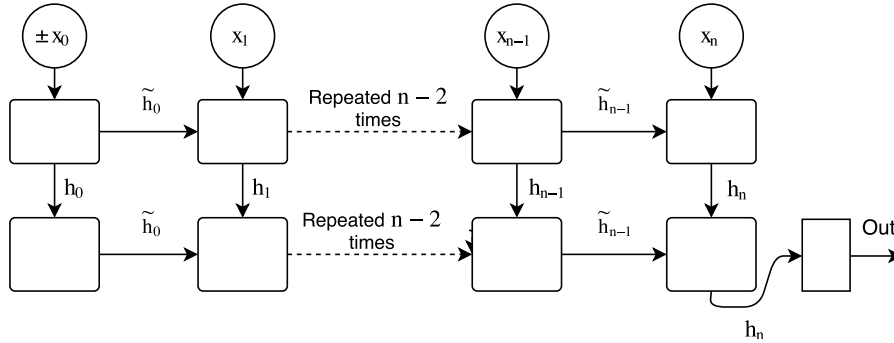 ±x₀ x₁ xₙ₋₁ xₙ
h̃₀ Repeated n − 2 h̃ₙ₋₁
times
h₀ h₁ hₙ₋₁ hₙ
h̃₀ Repeated n − 2 h̃ₙ₋₁
times
Out
hₙ